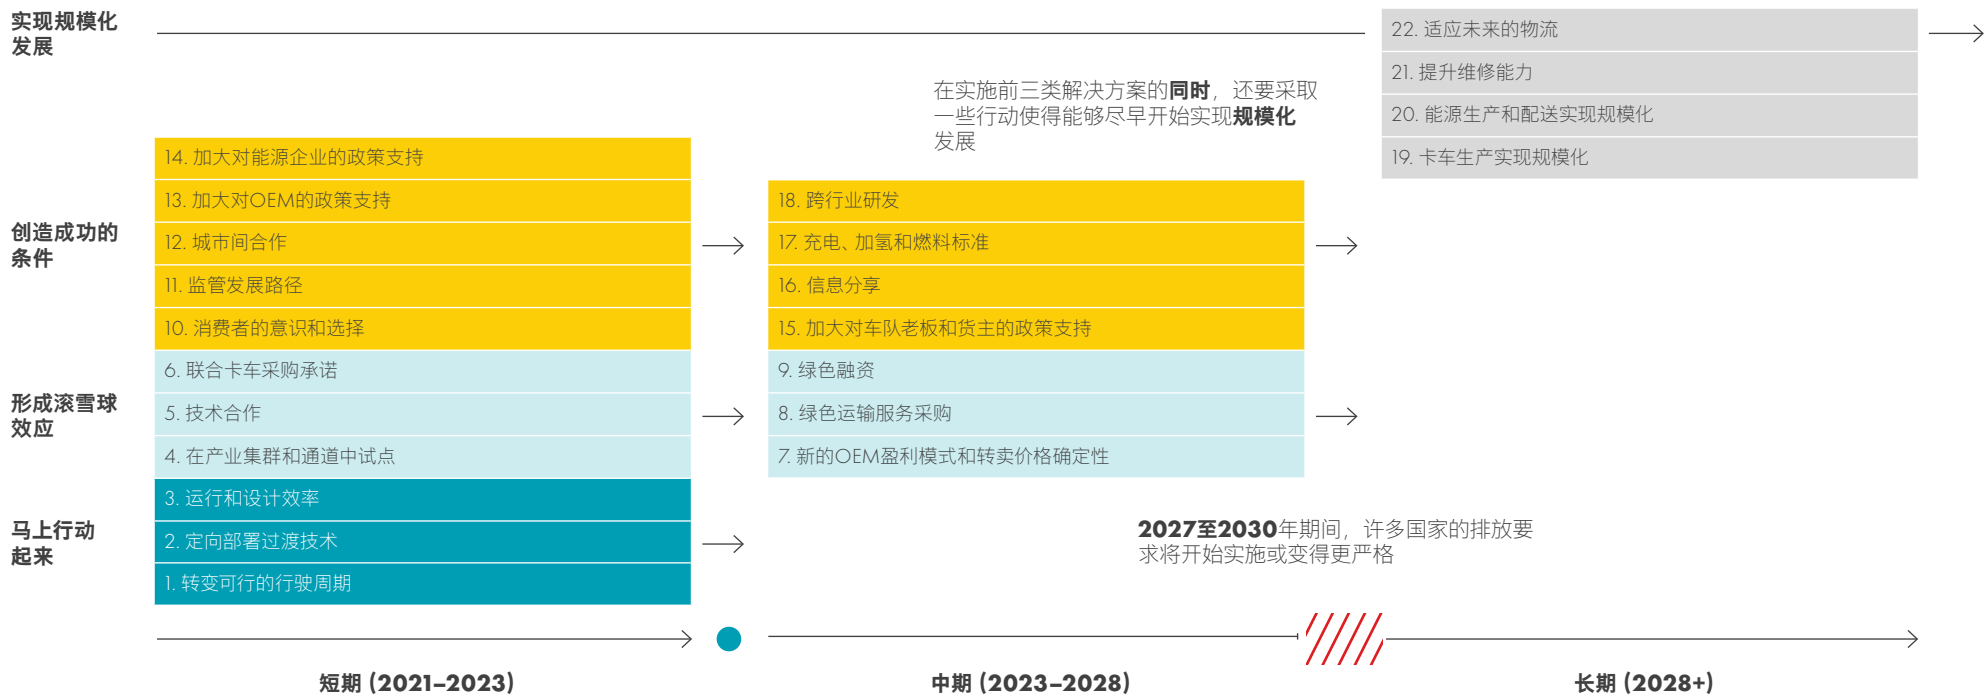 实现规模化
发展
22. 适应未来的物流
21. 提升维修能力
20. 能源生产和配送实现规模化
19. 卡车生产实现规模化
在实施前三类解决方案的同时，还要采取
一些行动使得能够尽早开始实现规模化
发展
创造成功的
条件
14. 加大对能源企业的政策支持
13. 加大对OEM的政策支持
12. 城市间合作
11. 监管发展路径
10. 消费者的意识和选择
18. 跨行业研发
17. 充电、加氢和燃料标准
16. 信息分享
15. 加大对车队老板和货主的政策支持
形成滚雪球
效应
6. 联合卡车采购承诺
5. 技术合作
4. 在产业集群和通道中试点
9. 绿色融资
8. 绿色运输服务采购
7. 新的OEM盈利模式和转卖价格确定性
马上行动
起来
3. 运行和设计效率
2. 定向部署过渡技术
1. 转变可行的行驶周期
2027至2030年期间，许多国家的排放要
求将开始实施或变得更严格
短期 (2021–2023)
中期 (2023–2028)
长期 (2028+)